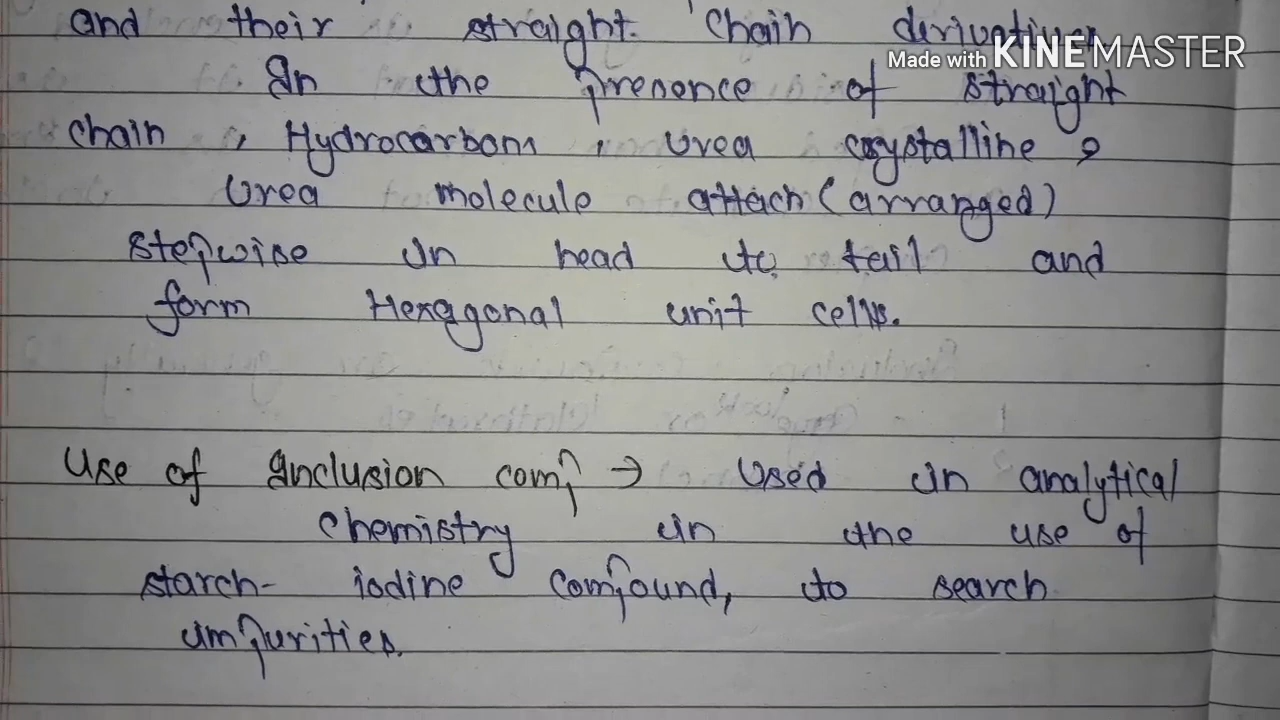 and their straight chain derivatives
Made with KINEMASTER
In the presence of straight
chain, Hydrocarbons, urea crystalline,
Urea molecule attach (arranged)
stepwise in head to tail and
form Hexagonal unit cells.
Use of Inclusion comp → Used in analytical
chemistry in the use of
starch- iodine compound, to search
impurities.